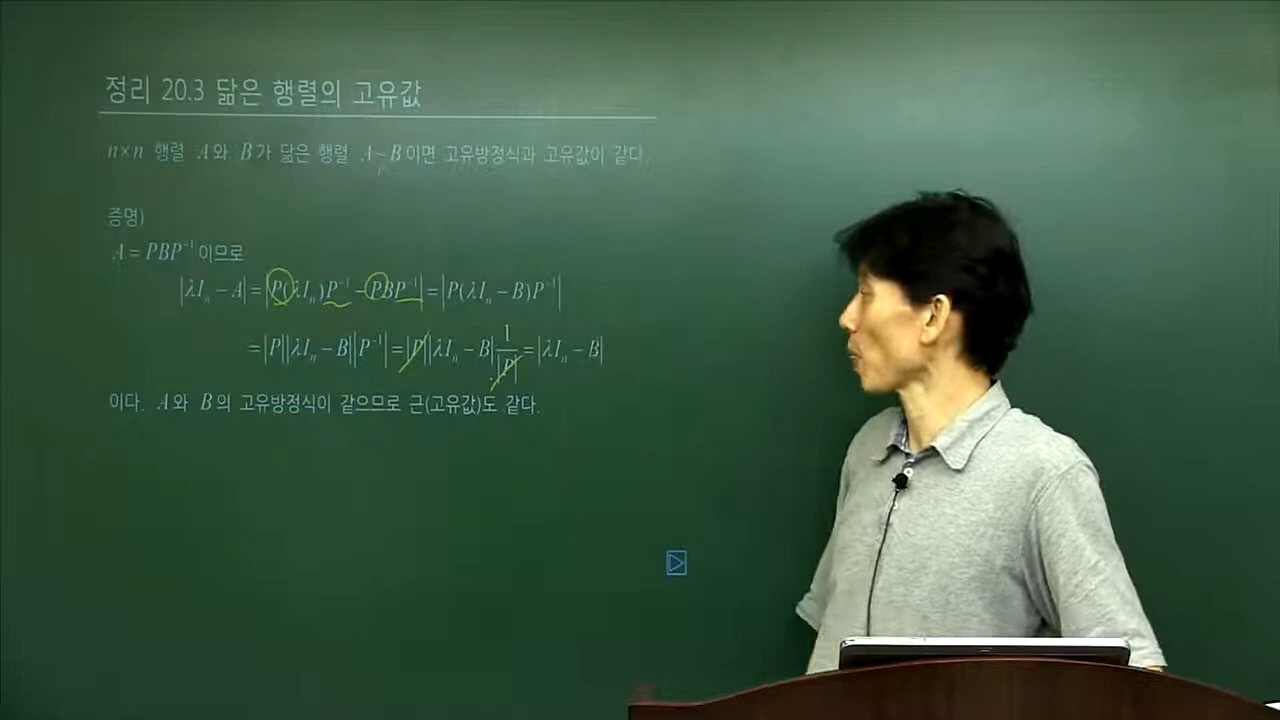 정리 20.3 닮은 행렬의 고유값
n×n 행렬 A와 B가 닮은 행렬 A~B이면 고유방정식과 고유값이 같다.
증명)
A = PBP⁻¹이므로
|λIₙ − A| = |P(λIₙ)P⁻¹ − PBP⁻¹| = |P(λIₙ − B)P⁻¹|
= |P||λIₙ − B||P⁻¹| = |P||λIₙ − B| 1/|P| = |λIₙ − B|
이다. A와 B의 고유방정식이 같으므로 근(고유값)도 같다.